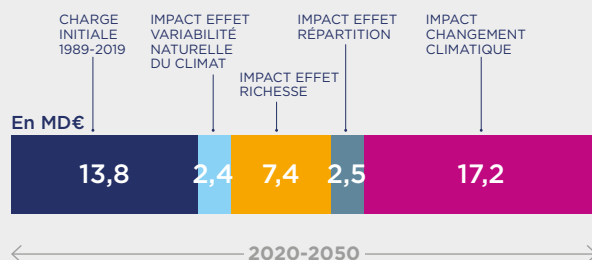 CHARGE
INITIALE
1989-2019
IMPACT EFFET
VARIABILITÉ
NATURELLE
DU CLIMAT
IMPACT EFFET
RICHESSE
IMPACT EFFET
RÉPARTITION
IMPACT
CHANGEMENT
CLIMATIQUE
En MD€
13,8 2,4 7,4 2,5 17,2
2020-2050